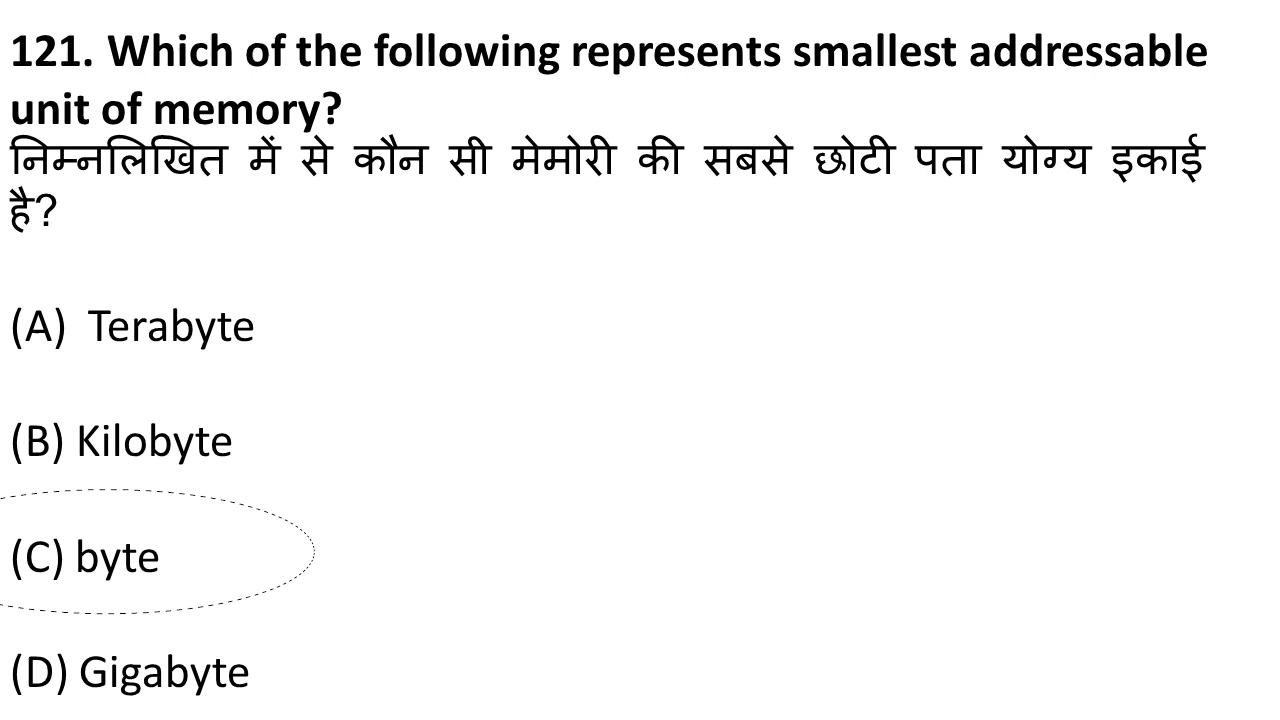 121. Which of the following represents smallest addressable
unit of memory?
निम्नलिखित में से कौन सी मेमोरी की सबसे छोटी पता योग्य इकाई
है?
(A) Terabyte
(B) Kilobyte
(C) byte
(D) Gigabyte